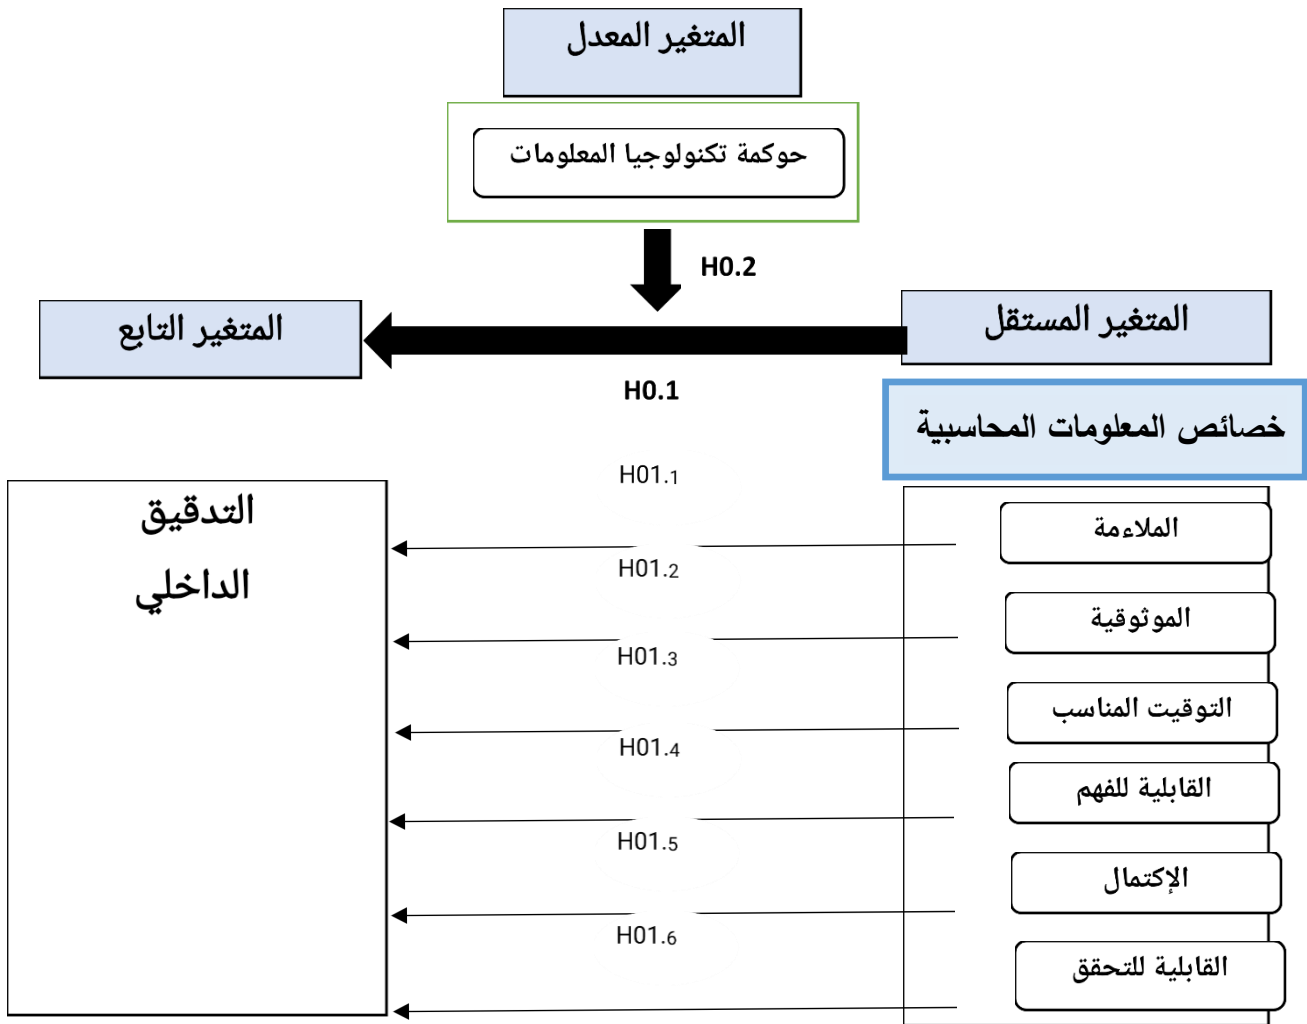 المتغير المعدل
حوكمة تكنولوجيا المعلومات
H0.2
المتغير المستقل
المتغير التابع
H0.1
خصائص المعلومات المحاسبية
التدقيق
الداخلي
H01.1
الملاءمة
H01.2
الموثوقية
H01.3
التوقيت المناسب
H01.4
القابلية للفهم
H01.5
الإكتمال
H01.6
القابلية للتحقق